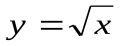 y = √x